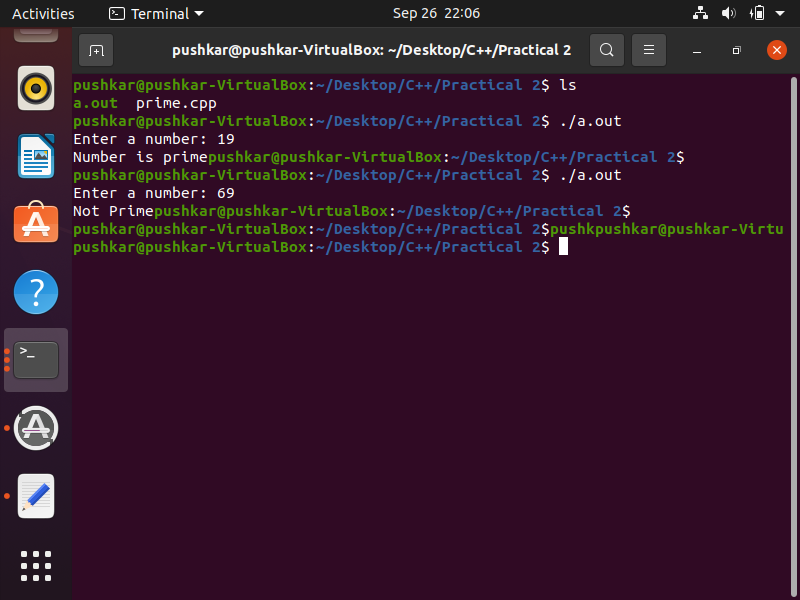 Activities Terminal Sep 26 22:06
pushkar@pushkar-VirtualBox: ~/Desktop/C++/Practical 2
pushkar@pushkar-VirtualBox:~/Desktop/C++/Practical 2$ ls
a.out  prime.cpp
pushkar@pushkar-VirtualBox:~/Desktop/C++/Practical 2$ ./a.out
Enter a number: 19
Number is primepushkar@pushkar-VirtualBox:~/Desktop/C++/Practical 2$
pushkar@pushkar-VirtualBox:~/Desktop/C++/Practical 2$ ./a.out
Enter a number: 69
Not Primepushkar@pushkar-VirtualBox:~/Desktop/C++/Practical 2$
pushkar@pushkar-VirtualBox:~/Desktop/C++/Practical 2$pushkpushkar@pushkar-Virtu
pushkar@pushkar-VirtualBox:~/Desktop/C++/Practical 2$